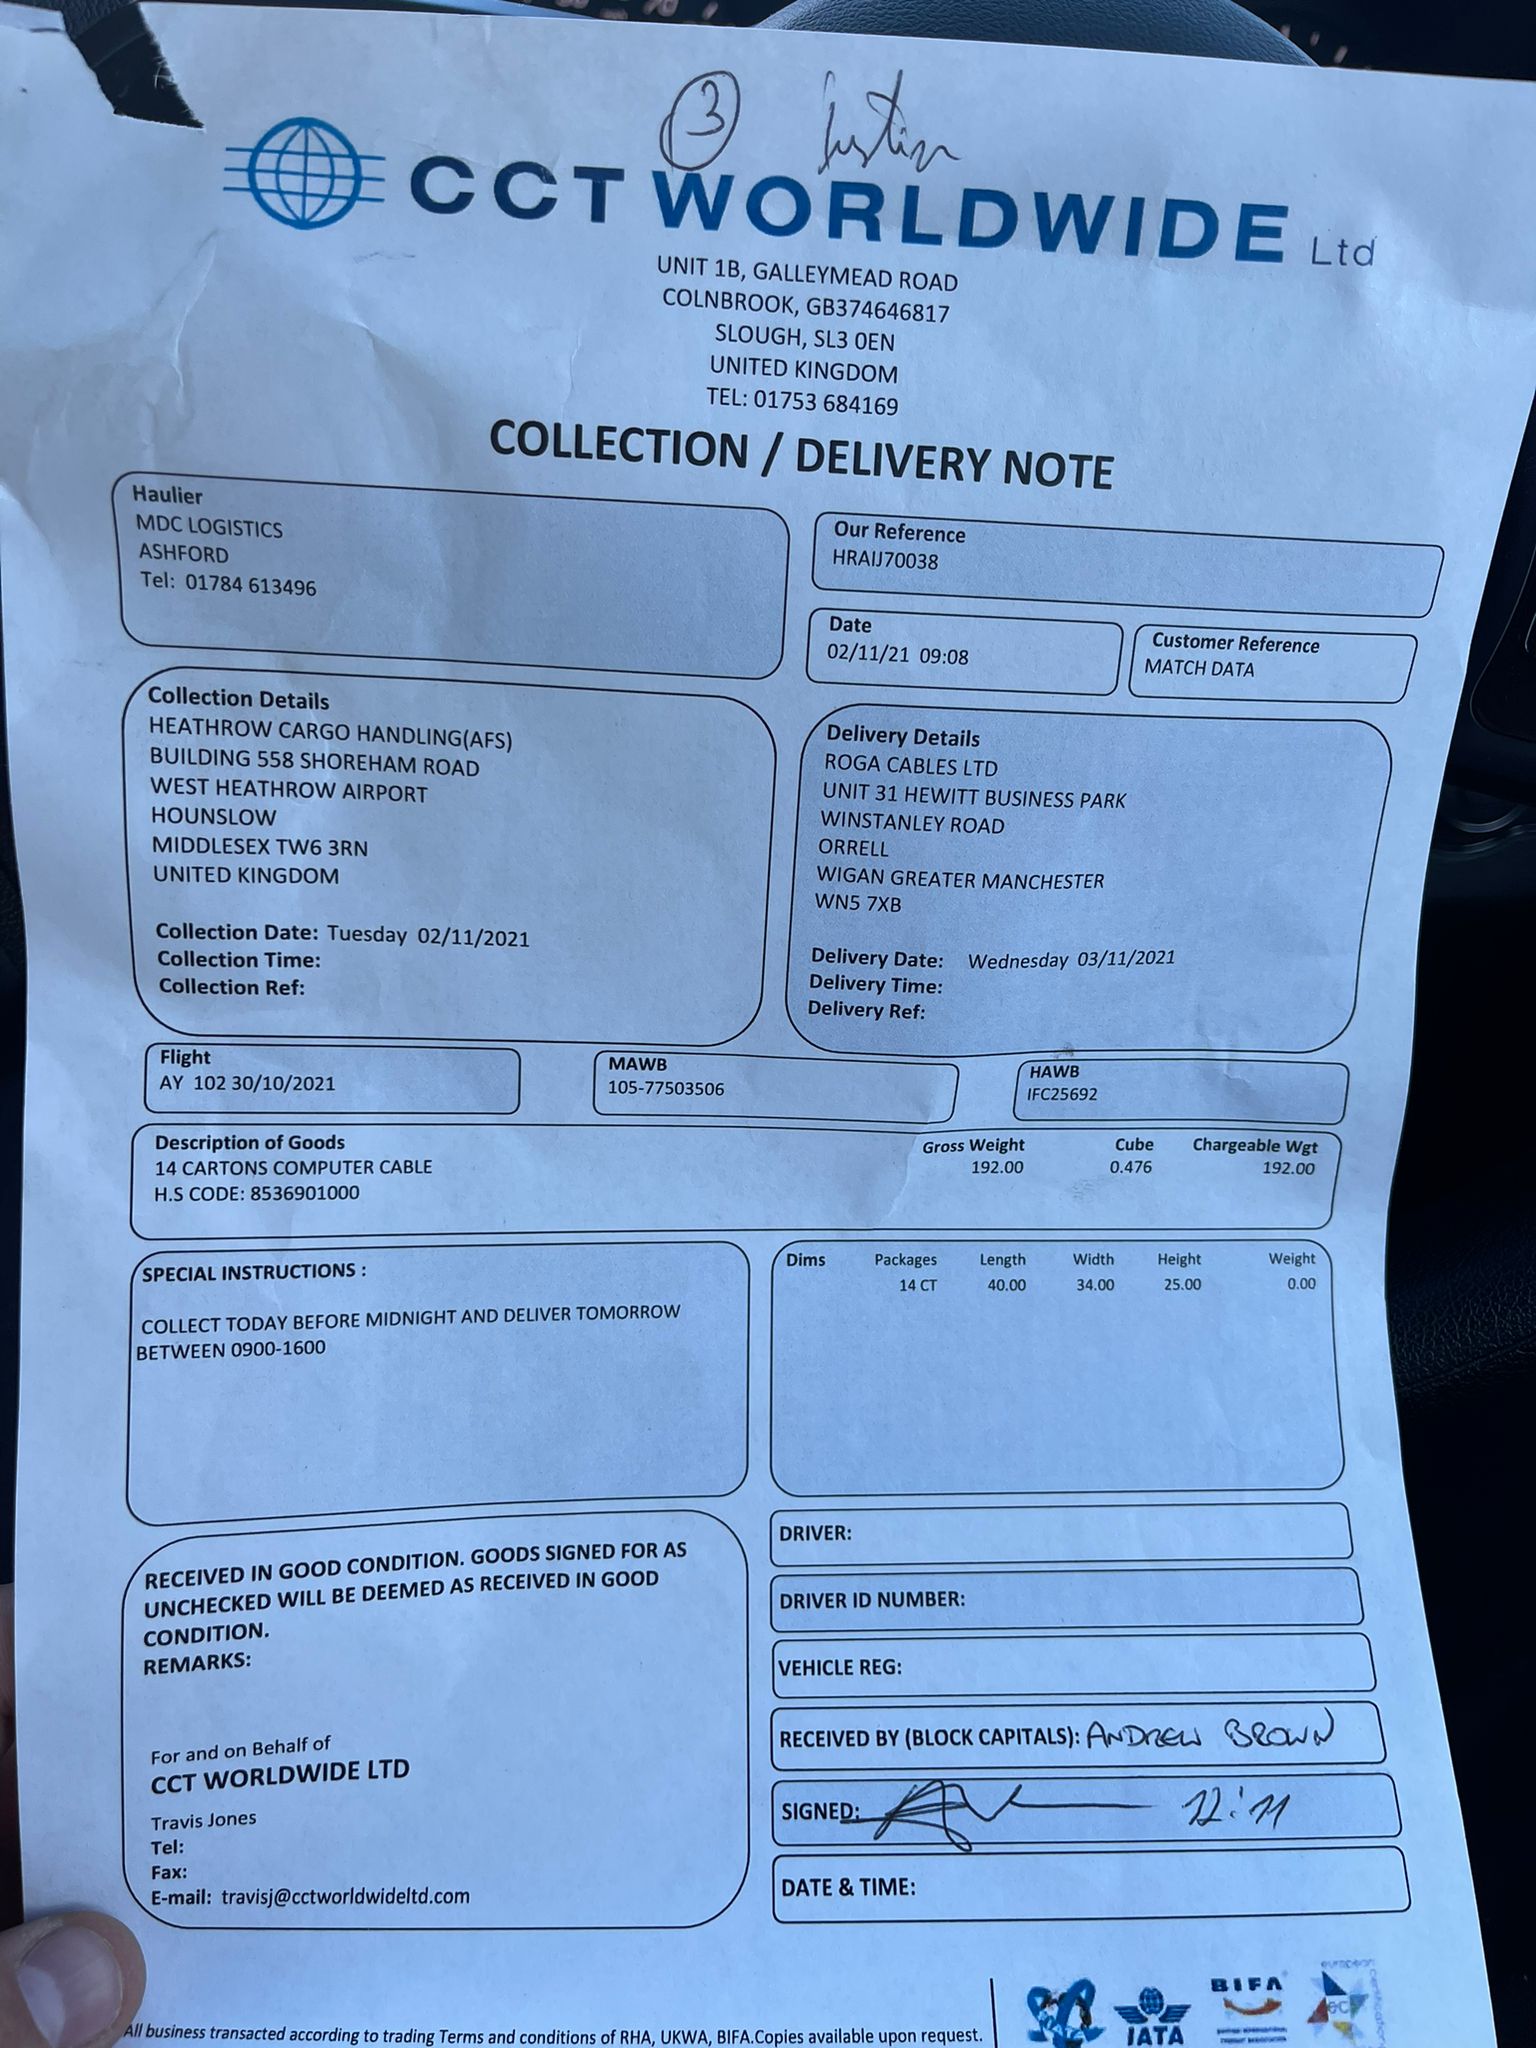 3
CCT WORLDWIDE Ltd
UNIT 1B, GALLEYMEAD ROAD
COLNBROOK, GB374646817
SLOUGH, SL3 0EN
UNITED KINGDOM
TEL: 01753 684169
COLLECTION / DELIVERY NOTE
Haulier
MDC LOGISTICS
ASHFORD
Tel: 01784 613496
Our Reference
HRAIJ70038
Date
02/11/21 09:08
Customer Reference
MATCH DATA
Collection Details
HEATHROW CARGO HANDLING(AFS)
BUILDING 558 SHOREHAM ROAD
WEST HEATHROW AIRPORT
HOUNSLOW
MIDDLESEX TW6 3RN
UNITED KINGDOM
Collection Date: Tuesday 02/11/2021
Collection Time:
Collection Ref:
Delivery Details
ROGA CABLES LTD
UNIT 31 HEWITT BUSINESS PARK
WINSTANLEY ROAD
ORRELL
WIGAN GREATER MANCHESTER
WN5 7XB
Delivery Date: Wednesday 03/11/2021
Delivery Time:
Delivery Ref:
Flight
AY 102 30/10/2021
MAWB
105-77503506
HAWB
IFC25692
Description of Goods Gross Weight Cube Chargeable Wgt
14 CARTONS COMPUTER CABLE 192.00 0.476 192.00
H.S CODE: 8536901000
SPECIAL INSTRUCTIONS :
COLLECT TODAY BEFORE MIDNIGHT AND DELIVER TOMORROW
BETWEEN 0900-1600
Dims Packages Length Width Height Weight
14 CT 40.00 34.00 25.00 0.00
RECEIVED IN GOOD CONDITION. GOODS SIGNED FOR AS
UNCHECKED WILL BE DEEMED AS RECEIVED IN GOOD
CONDITION.
REMARKS:
For and on Behalf of
CCT WORLDWIDE LTD
Travis Jones
Tel:
Fax:
E-mail: travisj@cctworldwideltd.com
DRIVER:
DRIVER ID NUMBER:
VEHICLE REG:
RECEIVED BY (BLOCK CAPITALS): ANDREW BROWN
SIGNED: 12:11
DATE & TIME:
All business transacted according to trading Terms and conditions of RHA, UKWA, BIFA.Copies available upon request.
IATA
BIFA